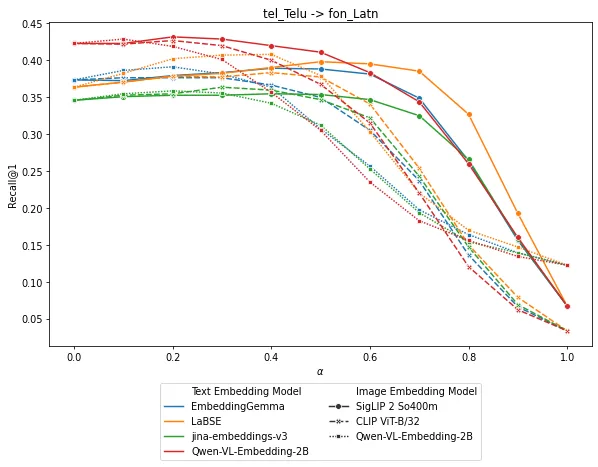 tel_Telu -> fon_Latn
Recall@1
0.45
0.40
0.35
0.30
0.25
0.20
0.15
0.10
0.05
0.0
0.2
0.4
0.6
0.8
1.0
α
Text Embedding Model
EmbeddingGemma
LaBSE
jina-embeddings-v3
Qwen-VL-Embedding-2B
Image Embedding Model
SigLIP 2 So400m
CLIP ViT-B/32
Qwen-VL-Embedding-2B